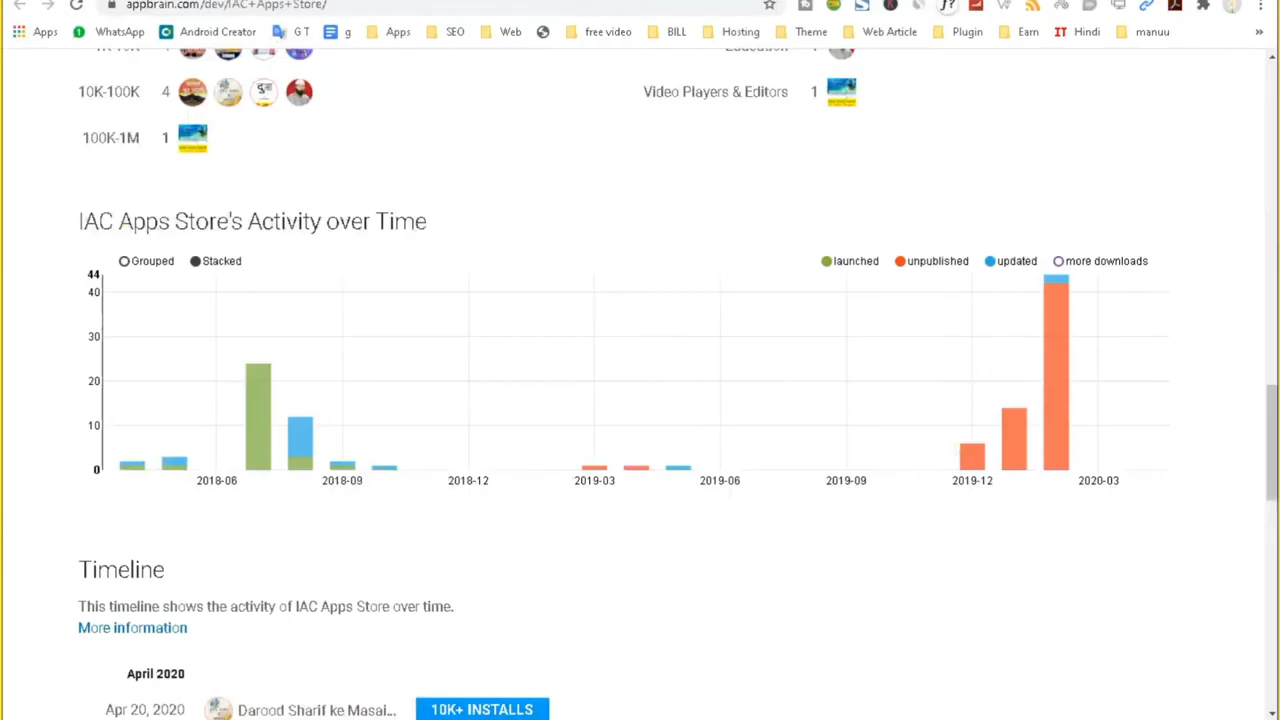 appbrain.com/dev/IAC+Apps+Store/
Apps WhatsApp Android Creator G T g Apps SEO Web free video BILL Hosting Theme Web Article Plugin Earn IT Hindi manuu »
1K-10K Education 1
10K-100K 4 Video Players & Editors 1
100K-1M 1
IAC Apps Store's Activity over Time
Grouped Stacked launched unpublished updated more downloads
44
40
30
20
10
0
2018-06 2018-09 2018-12 2019-03 2019-06 2019-09 2019-12 2020-03
Timeline
This timeline shows the activity of IAC Apps Store over time.
More information
April 2020
Apr 20, 2020 Darood Sharif ke Masai... 10K+ INSTALLS